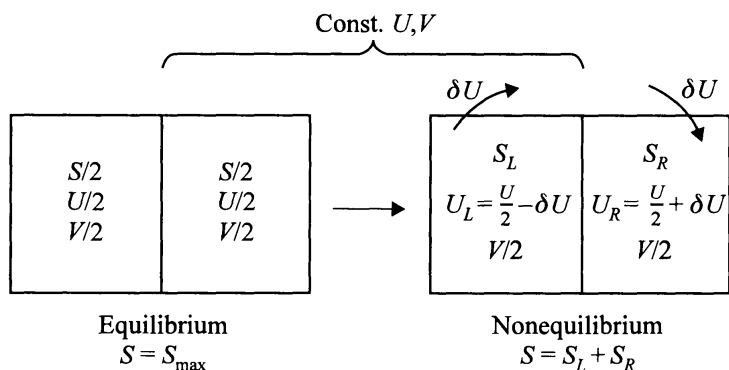 Const. U,V
δU
δU
S/2
U/2
V/2
S/2
U/2
V/2
S_L
U_L = U/2 − δU
V/2
S_R
U_R = U/2 + δU
V/2
Equilibrium
S = S_max
Nonequilibrium
S = S_L + S_R